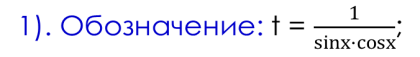 1). Обозначение: t = 1/(sinx·cosx);